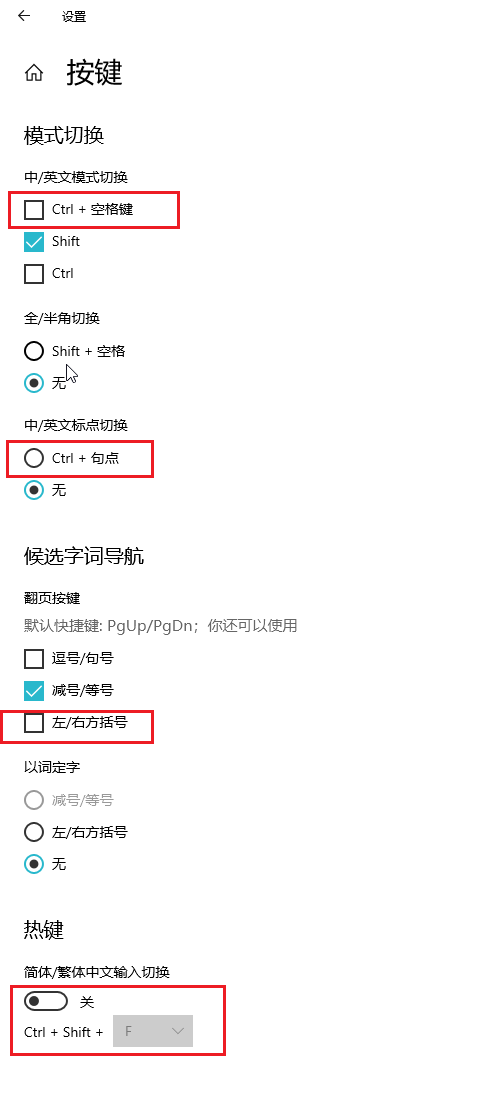 设置
按键
模式切换
中/英文模式切换
Ctrl + 空格键
Shift
Ctrl
全/半角切换
Shift + 空格
无
中/英文标点切换
Ctrl + 句点
无
候选字词导航
翻页按键
默认快捷键: PgUp/PgDn；你还可以使用
逗号/句号
减号/等号
左/右方括号
以词定字
减号/等号
左/右方括号
无
热键
简体/繁体中文输入切换
关
Ctrl + Shift + F